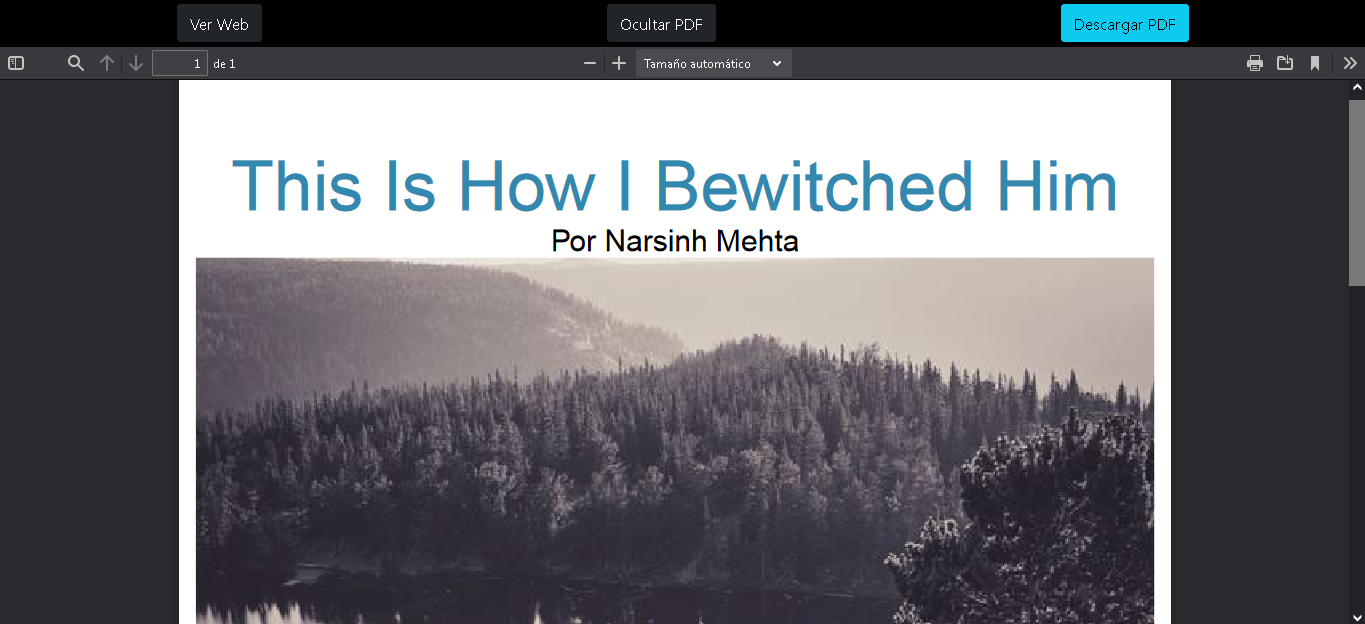 Ver Web Ocultar PDF Descargar PDF
1 de 1 Tamaño automático
This Is How I Bewitched Him
Por Narsinh Mehta